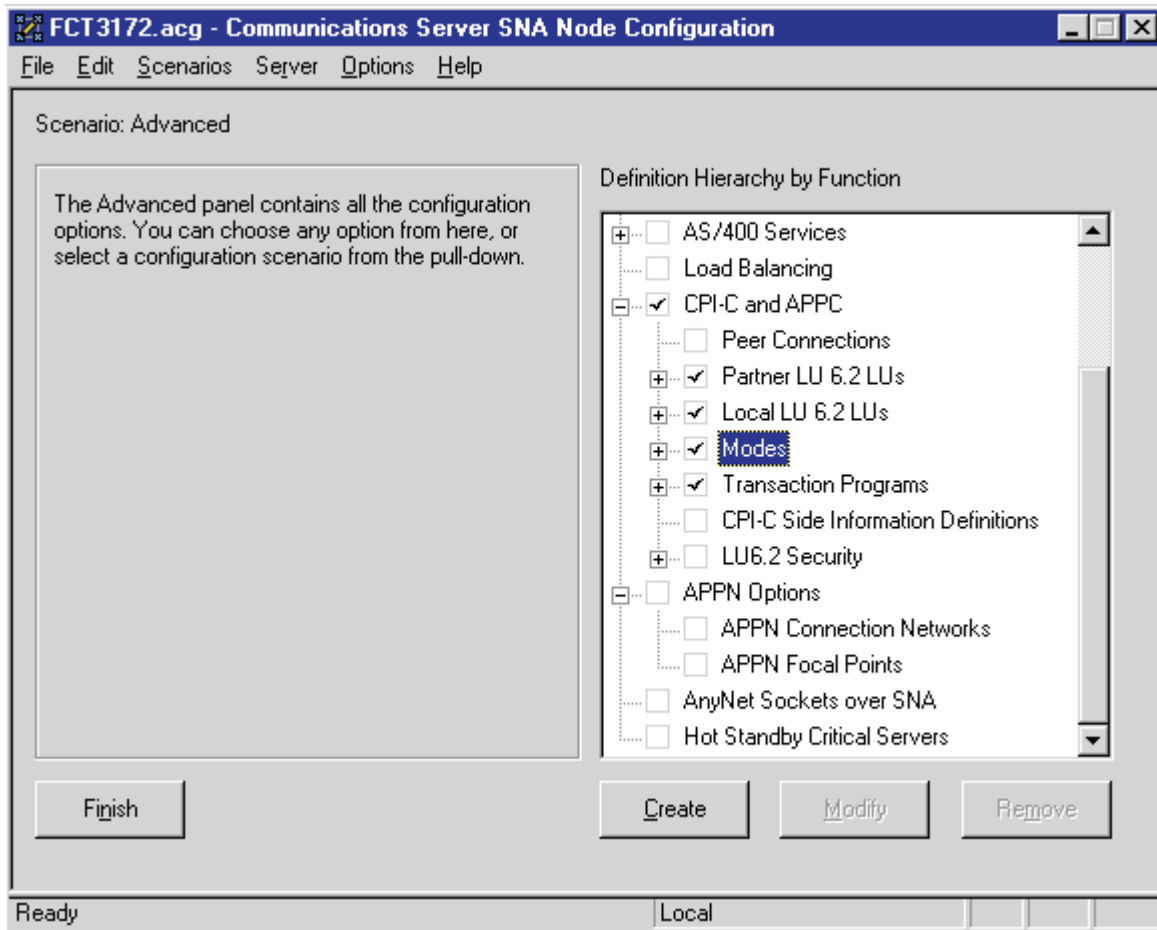 FCT3172.acg - Communications Server SNA Node Configuration
File Edit Scenarios Server Options Help
Scenario: Advanced
The Advanced panel contains all the configuration
options. You can choose any option from here, or
select a configuration scenario from the pull-down.
Definition Hierarchy by Function
AS/400 Services
Load Balancing
CPI-C and APPC
Peer Connections
Partner LU 6.2 LUs
Local LU 6.2 LUs
Modes
Transaction Programs
CPI-C Side Information Definitions
LU6.2 Security
APPN Options
APPN Connection Networks
APPN Focal Points
AnyNet Sockets over SNA
Hot Standby Critical Servers
Finish
Create
Modify
Remove
Ready
Local